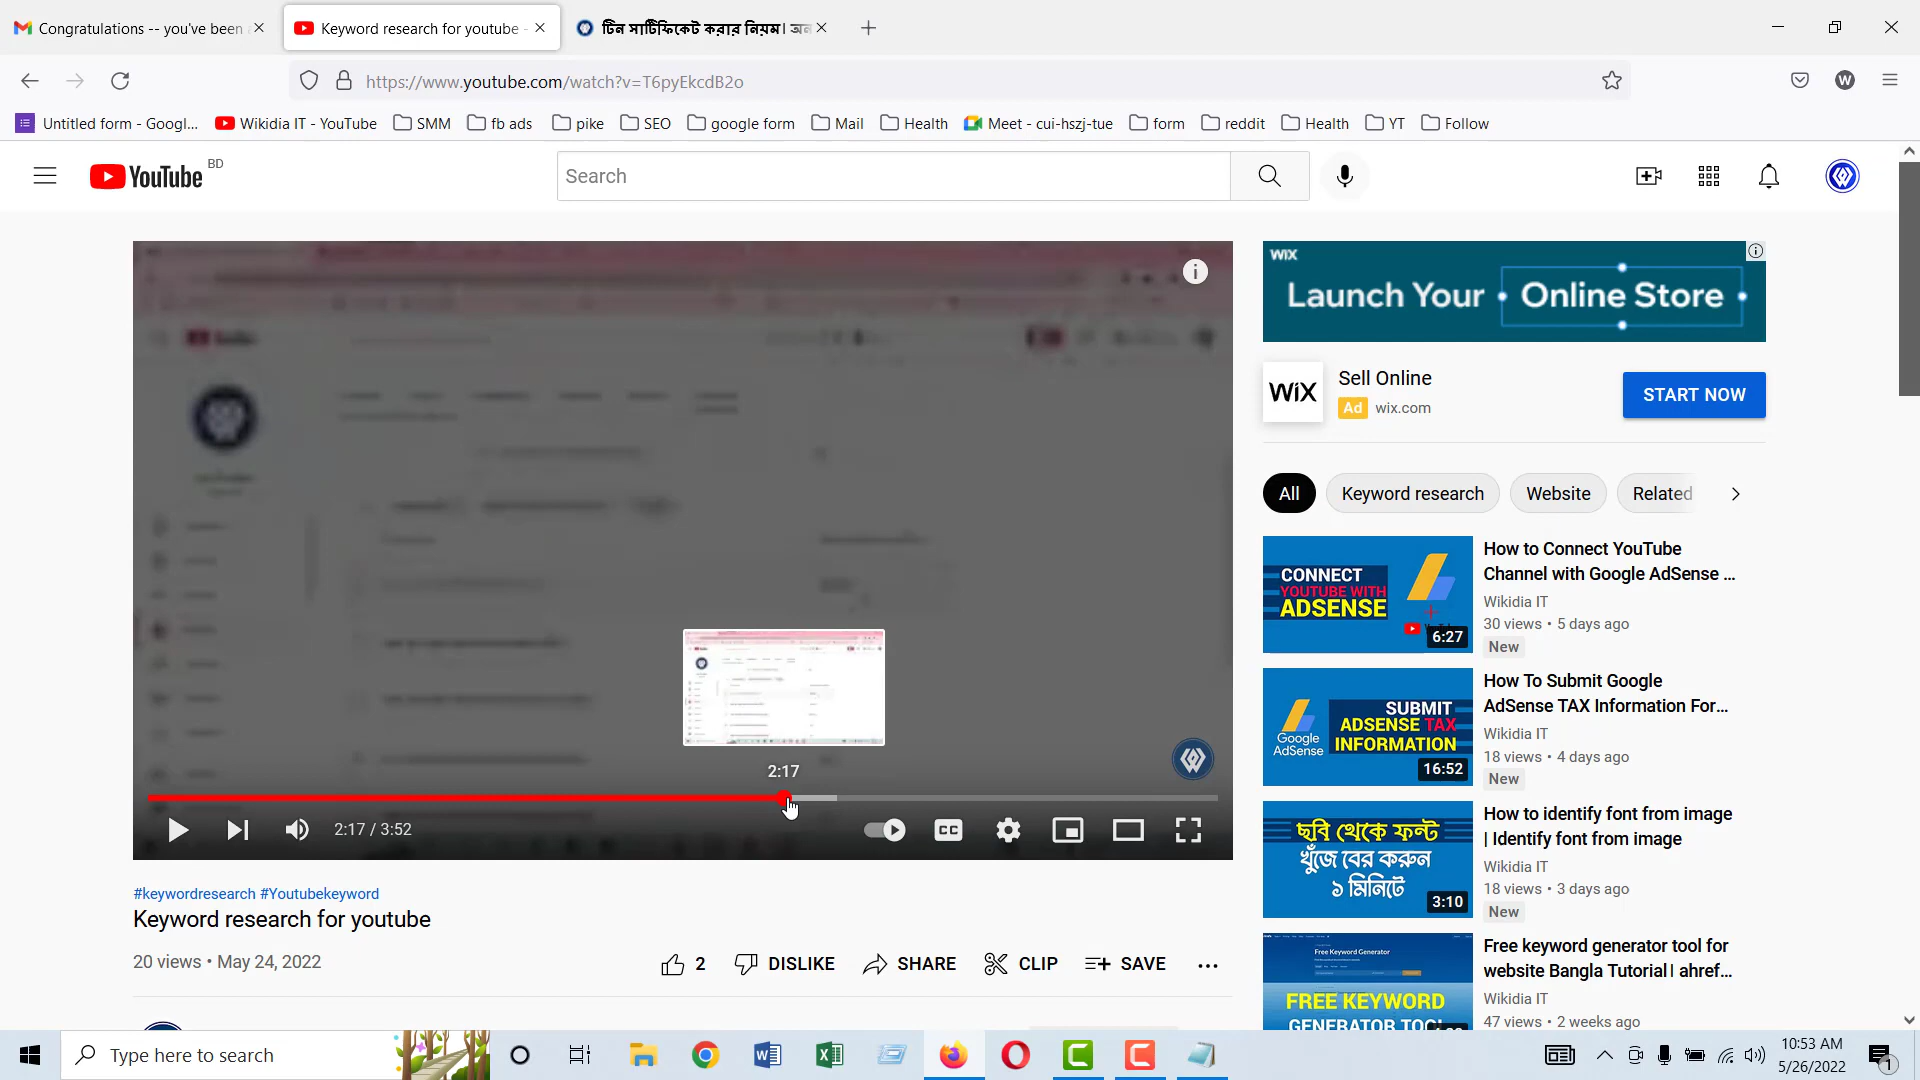 Congratulations -- you've been
Keyword research for youtube -
টিন সার্টিফিকেট করার নিয়ম। অন
https://www.youtube.com/watch?v=T6pyEkcdB2o
W
Untitled form - Googl...
Wikidia IT - YouTube
SMM
fb ads
pike
SEO
google form
Mail
Health
Meet - cui-hszj-tue
form
reddit
Health
YT
Follow
YouTube
BD
Search
WIX
Launch Your Online Store
WIX
Sell Online
Ad wix.com
START NOW
All
Keyword research
Website
Related
2:17
2:17 / 3:52
CC
#keywordresearch #Youtubekeyword
Keyword research for youtube
20 views • May 24, 2022
2
DISLIKE
SHARE
CLIP
SAVE
CONNECT
YOUTUBE WITH
ADSENSE
6:27
How to Connect YouTube
Channel with Google AdSense ...
Wikidia IT
30 views • 5 days ago
New
Google
AdSense
SUBMIT
ADSENSE TAX
INFORMATION
16:52
How To Submit Google
AdSense TAX Information For...
Wikidia IT
18 views • 4 days ago
New
ছবি থেকে ফন্ট
খুঁজে বের করুন
১ মিনিটে
3:10
How to identify font from image
| Identify font from image
Wikidia IT
18 views • 3 days ago
New
Free Keyword Generator
FREE KEYWORD
GENERATOR TOOL
Free keyword generator tool for
website Bangla Tutorial। ahref...
Wikidia IT
47 views • 2 weeks ago
Type here to search
10:53 AM
5/26/2022
1